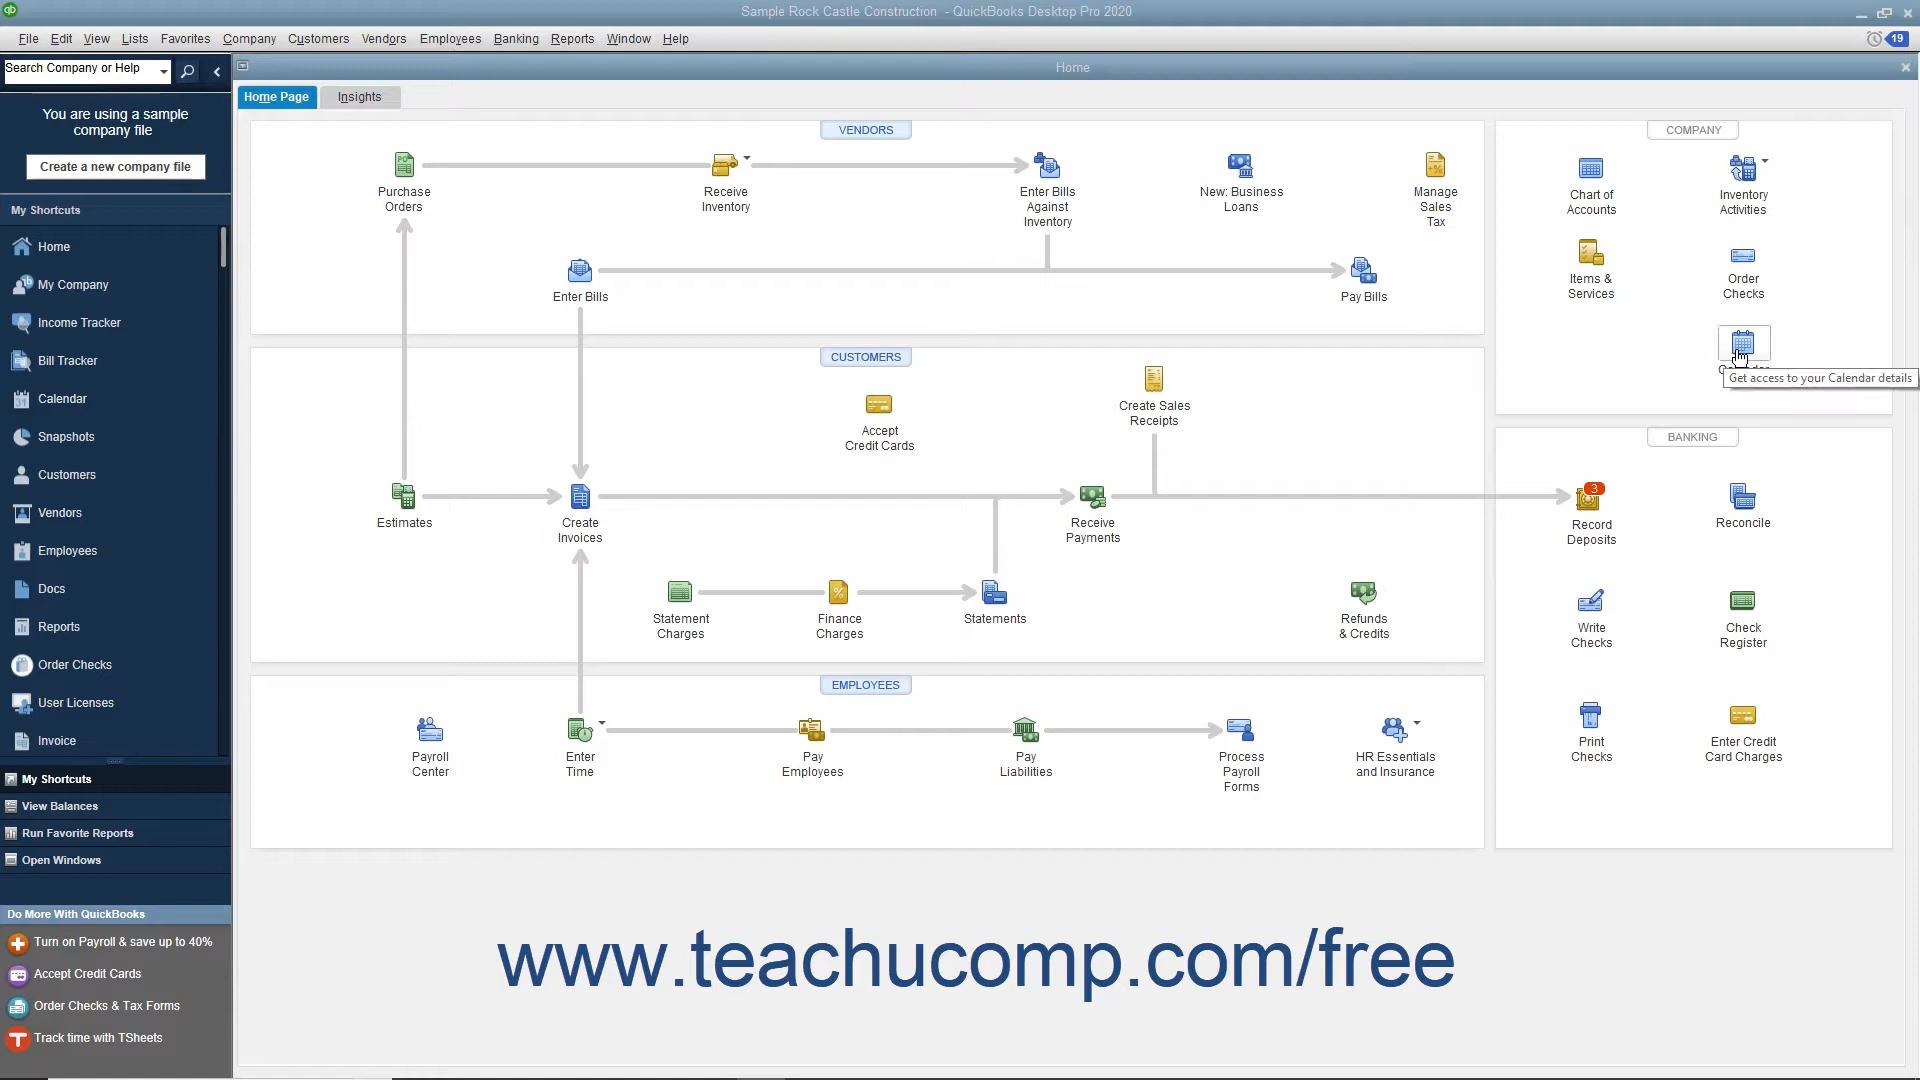 Sample Rock Castle Construction - QuickBooks Desktop Pro 2020
File Edit View Lists Favorites Company Customers Vendors Employees Banking Reports Window Help
19
Search Company or Help
Home
You are using a sample
company file
Create a new company file
My Shortcuts
Home
My Company
Income Tracker
Bill Tracker
Calendar
Snapshots
Customers
Vendors
Employees
Docs
Reports
Order Checks
User Licenses
Invoice
My Shortcuts
View Balances
Run Favorite Reports
Open Windows
Do More With QuickBooks
Turn on Payroll & save up to 40%
Accept Credit Cards
Order Checks & Tax Forms
Track time with TSheets
Home Page
Insights
VENDORS
Purchase
Orders
Receive
Inventory
Enter Bills
Against
Inventory
New: Business
Loans
Manage
Sales
Tax
Enter Bills
Pay Bills
CUSTOMERS
Create Sales
Receipts
Accept
Credit Cards
Estimates
Create
Invoices
Receive
Payments
Statement
Charges
Finance
Charges
Statements
Refunds
& Credits
EMPLOYEES
Payroll
Center
Enter
Time
Pay
Employees
Pay
Liabilities
Process
Payroll
Forms
HR Essentials
and Insurance
COMPANY
Chart of
Accounts
Inventory
Activities
Items &
Services
Order
Checks
Get access to your Calendar details
BANKING
3
Record
Deposits
Reconcile
Write
Checks
Check
Register
Print
Checks
Enter Credit
Card Charges
www.teachucomp.com/free